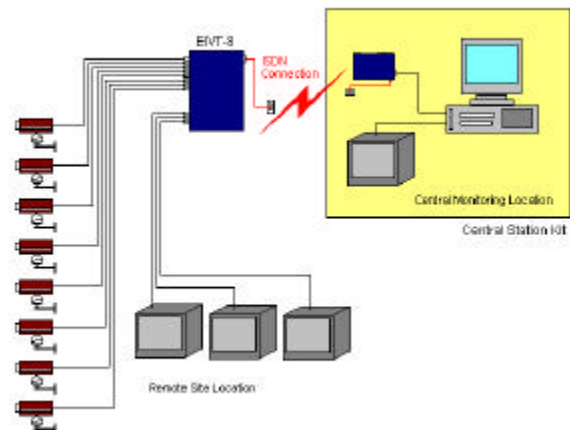 EIVT-8
ISDN
Connection
Central Monitoring Location
Central Station Kit
Remote Site Location